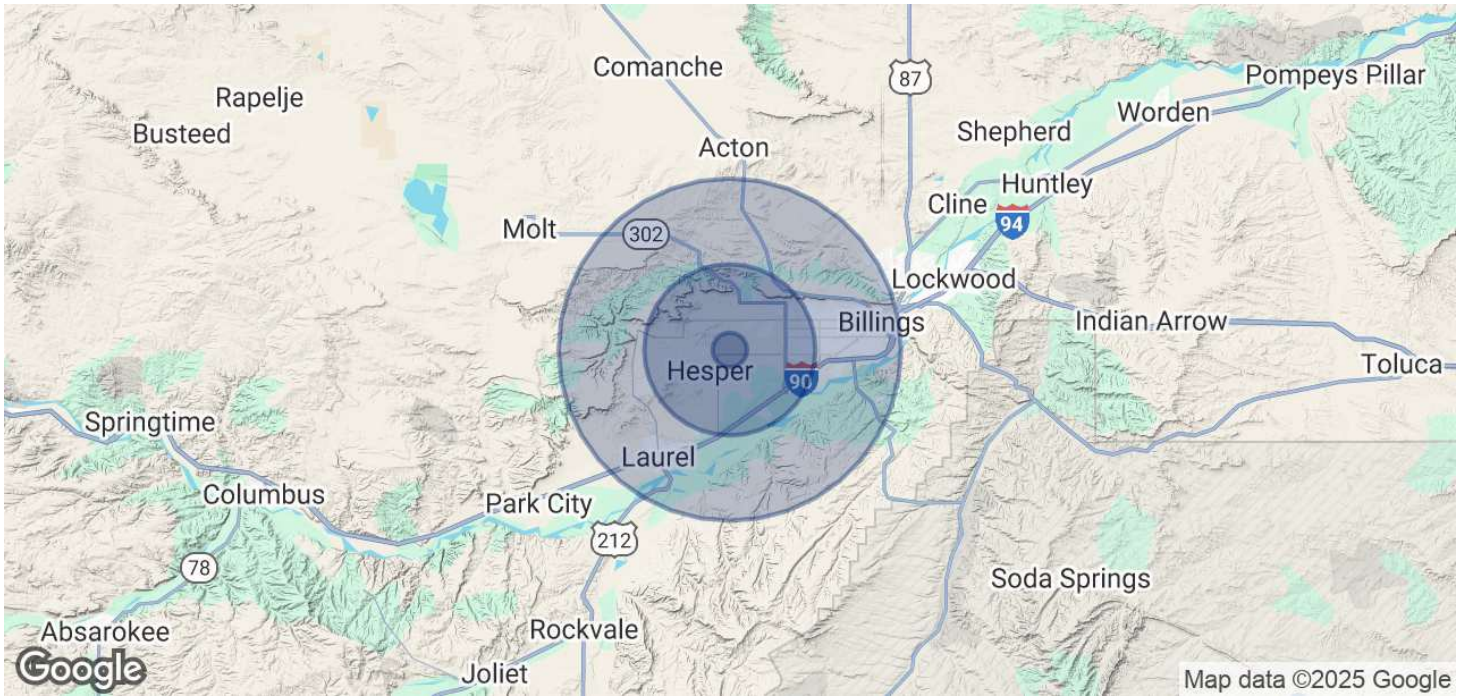 Comanche
87
Pompeys Pillar
Rapelje
Worden
Busteed
Shepherd
Acton
Huntley
Cline
94
Molt
302
Lockwood
Billings
Indian Arrow
Hesper
90
Toluca
Springtime
Laurel
Columbus
Park City
212
78
Soda Springs
Absarokee
Rockvale
Joliet
Google
Map data ©2025 Google